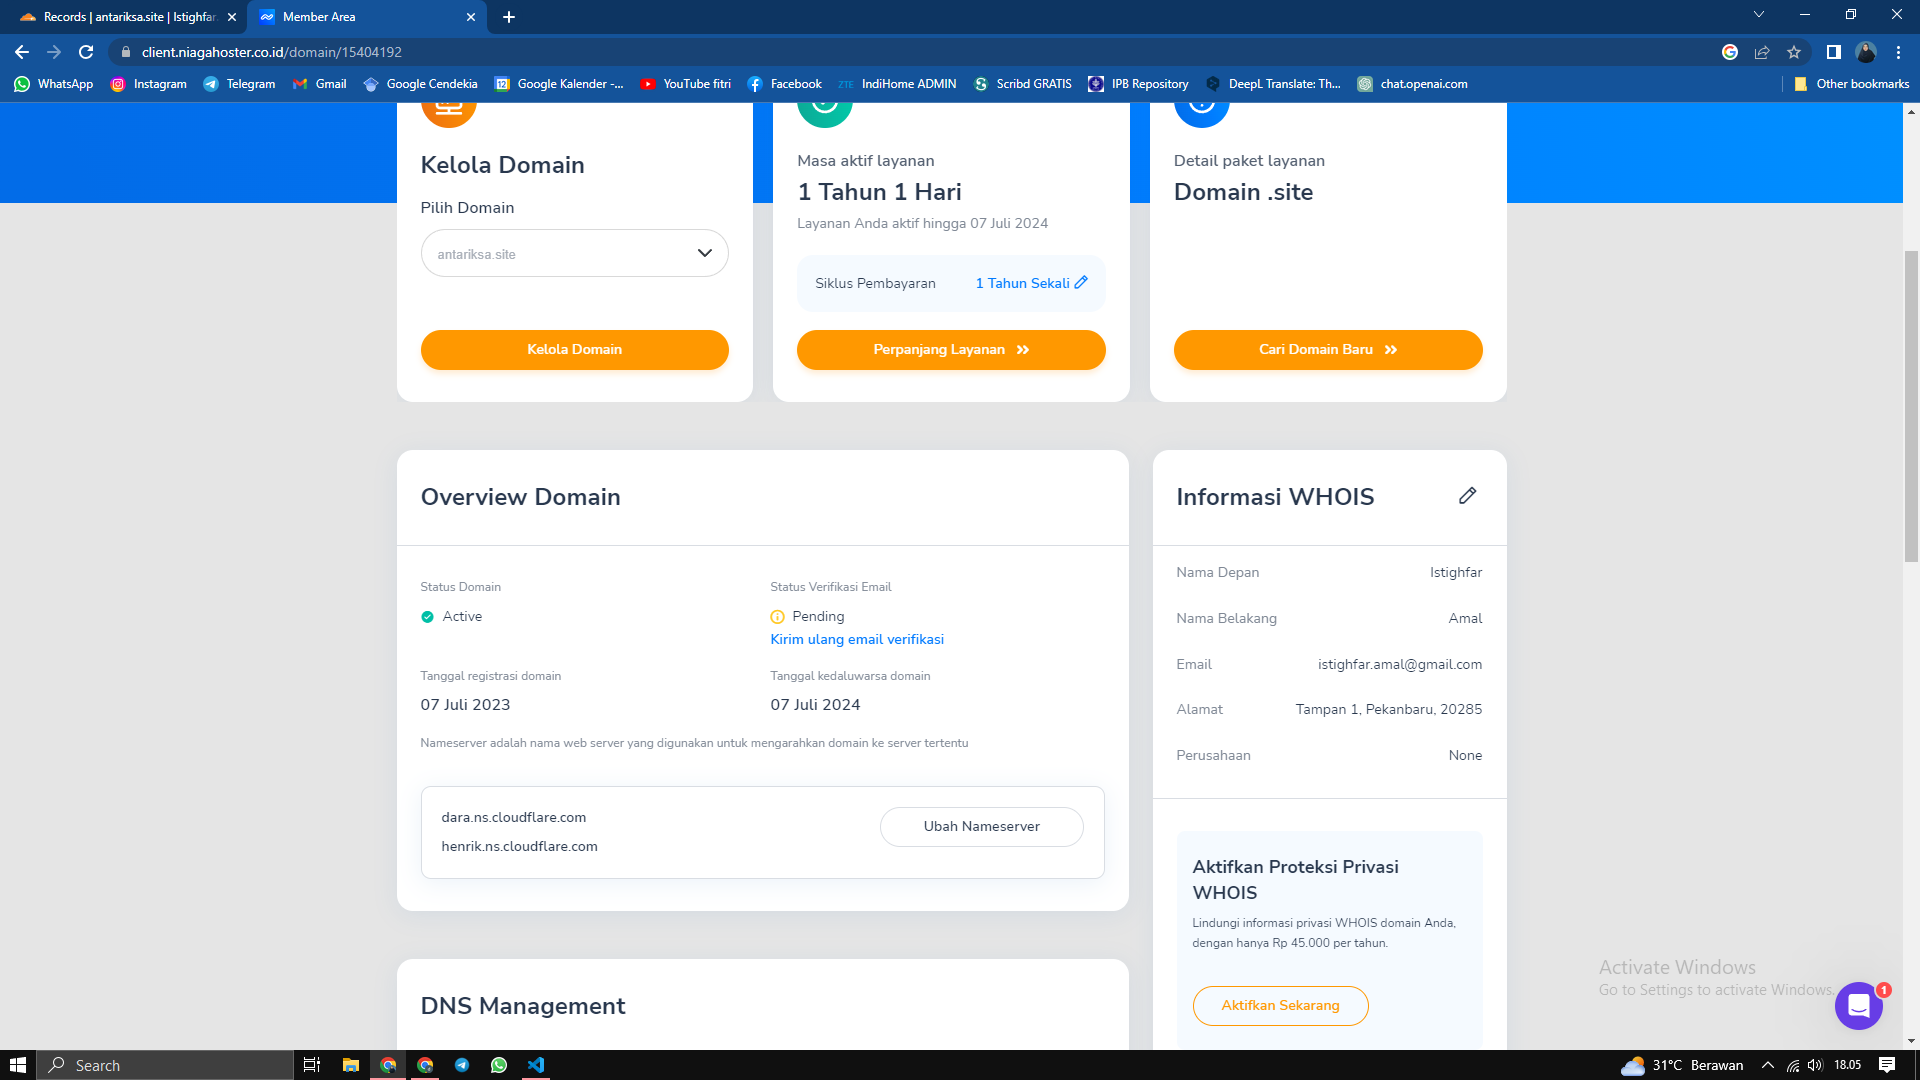 Records | antariksa.site | Istighfar
Member Area
client.niagahoster.co.id/domain/15404192
WhatsApp
Instagram
Telegram
Gmail
Google Cendekia
Google Kalender -...
YouTube fitri
Facebook
ZTE IndiHome ADMIN
Scribd GRATIS
IPB Repository
DeepL Translate: Th...
chat.openai.com
Other bookmarks
Kelola Domain
Pilih Domain
antariksa.site
Kelola Domain
Masa aktif layanan
1 Tahun 1 Hari
Layanan Anda aktif hingga 07 Juli 2024
Siklus Pembayaran 1 Tahun Sekali
Perpanjang Layanan
Detail paket layanan
Domain .site
Cari Domain Baru
Overview Domain
Status Domain
Active
Status Verifikasi Email
Pending
Kirim ulang email verifikasi
Tanggal registrasi domain
07 Juli 2023
Tanggal kedaluwarsa domain
07 Juli 2024
Nameserver adalah nama web server yang digunakan untuk mengarahkan domain ke server tertentu
dara.ns.cloudflare.com
henrik.ns.cloudflare.com
Ubah Nameserver
DNS Management
Informasi WHOIS
Nama Depan Istighfar
Nama Belakang Amal
Email istighfar.amal@gmail.com
Alamat Tampan 1, Pekanbaru, 20285
Perusahaan None
Aktifkan Proteksi Privasi
WHOIS
Lindungi informasi privasi WHOIS domain Anda,
dengan hanya Rp 45.000 per tahun.
Aktifkan Sekarang
Activate Windows
Go to Settings to activate Windows.
1
Search
31°C Berawan
18.05